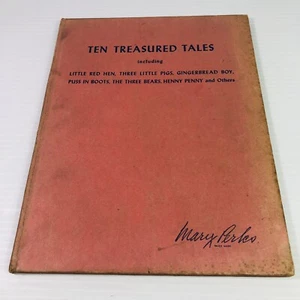 TEN TREASURED TALES
including
LITTLE RED HEN, THREE LITTLE PIGS, GINGERBREAD BOY,
PUSS IN BOOTS, THE THREE BEARS, HENNY PENNY and Others
Mary Perks